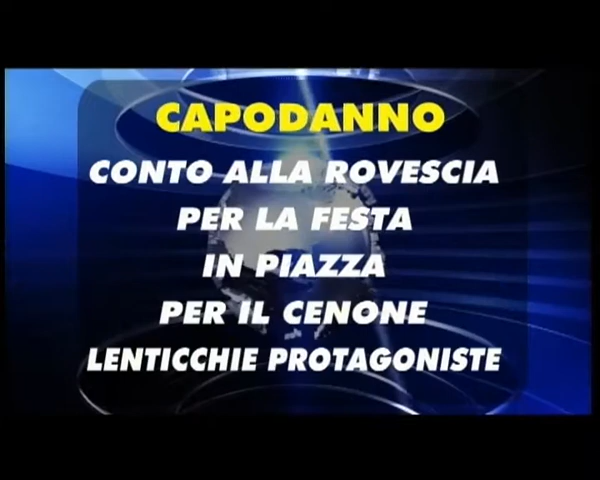 CAPODANNO
CONTO ALLA ROVESCIA
PER LA FESTA
IN PIAZZA
PER IL CENONE
LENTICCHIE PROTAGONISTE